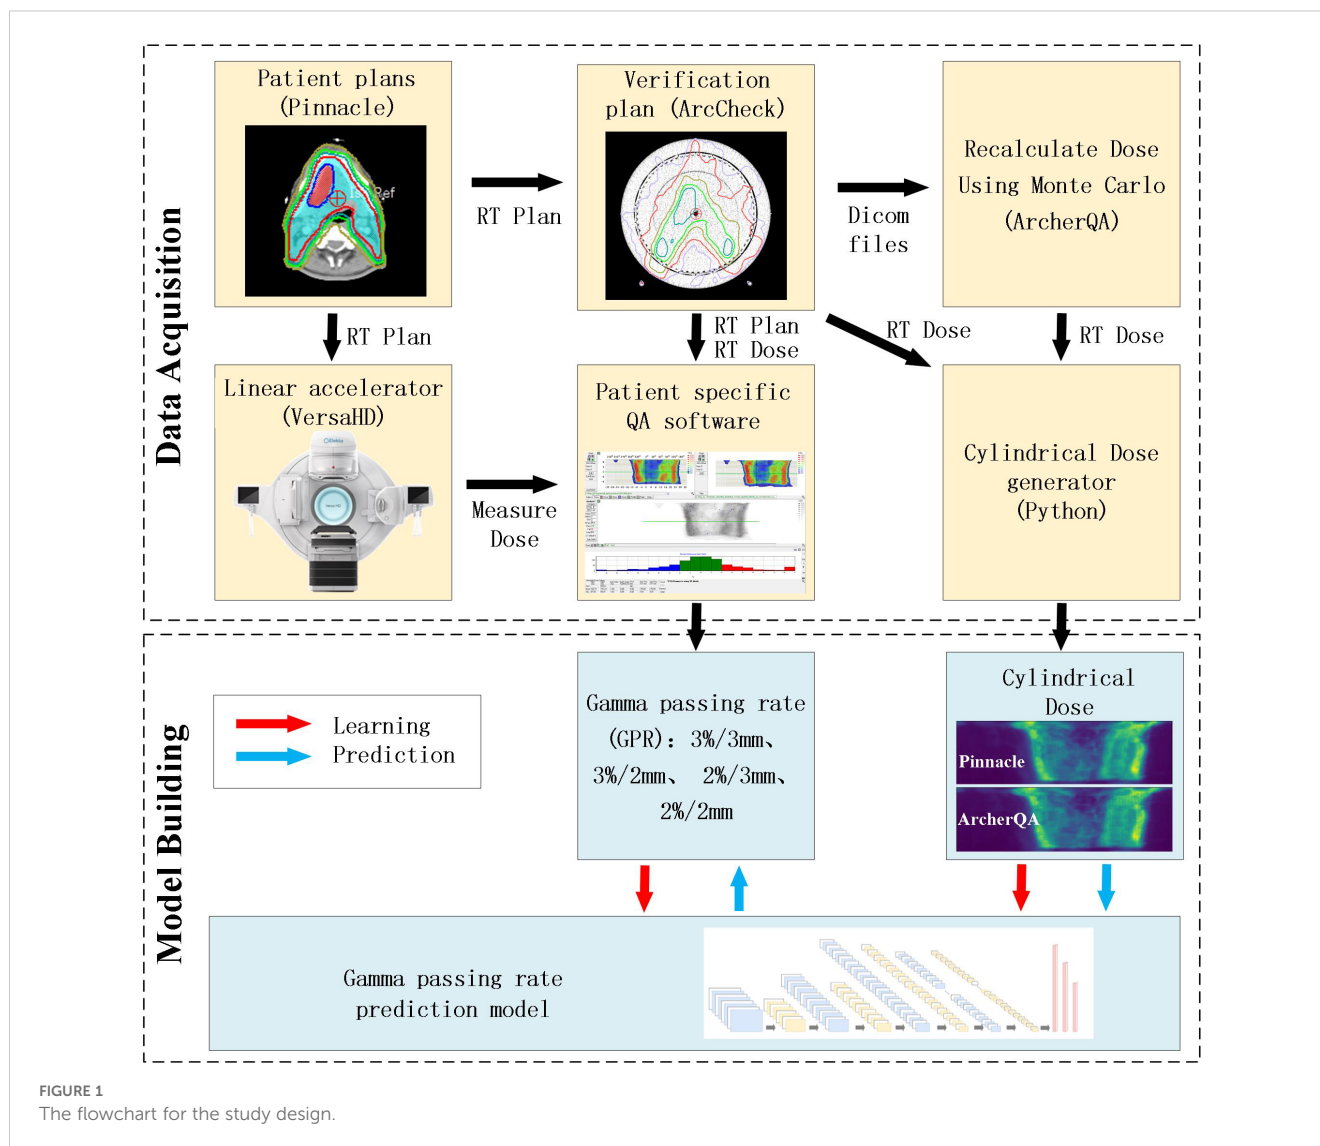 Data Acquisition
Patient plans
(Pinnacle)
Ref
RT Plan
Verification
plan (ArcCheck)
Dicom
files
Recalculate Dose
Using Monte Carlo
(ArcherQA)
RT Plan
RT Plan
RT Dose
RT Dose
RT Dose
Linear accelerator
(VersaHD)
Measure
Dose
Patient specific
QA software
Cylindrical Dose
generator
(Python)
Model Building
Learning
Prediction
Gamma passing rate
(GPR): 3%/3mm、
3%/2mm、 2%/3mm、
2%/2mm
Cylindrical
Dose
Pinnacle
ArcherQA
Gamma passing rate
prediction model
FIGURE 1
The flowchart for the study design.